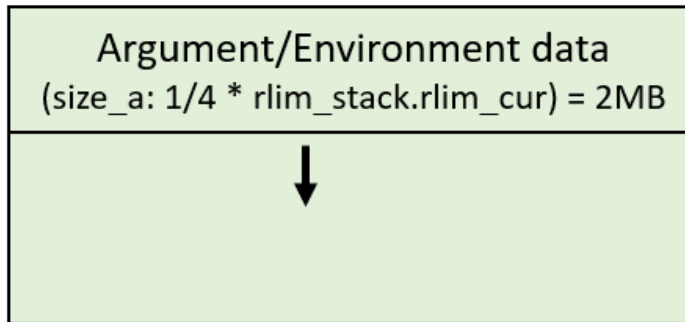 Argument/Environment data
(size_a: 1/4 * rlim_stack.rlim_cur) = 2MB